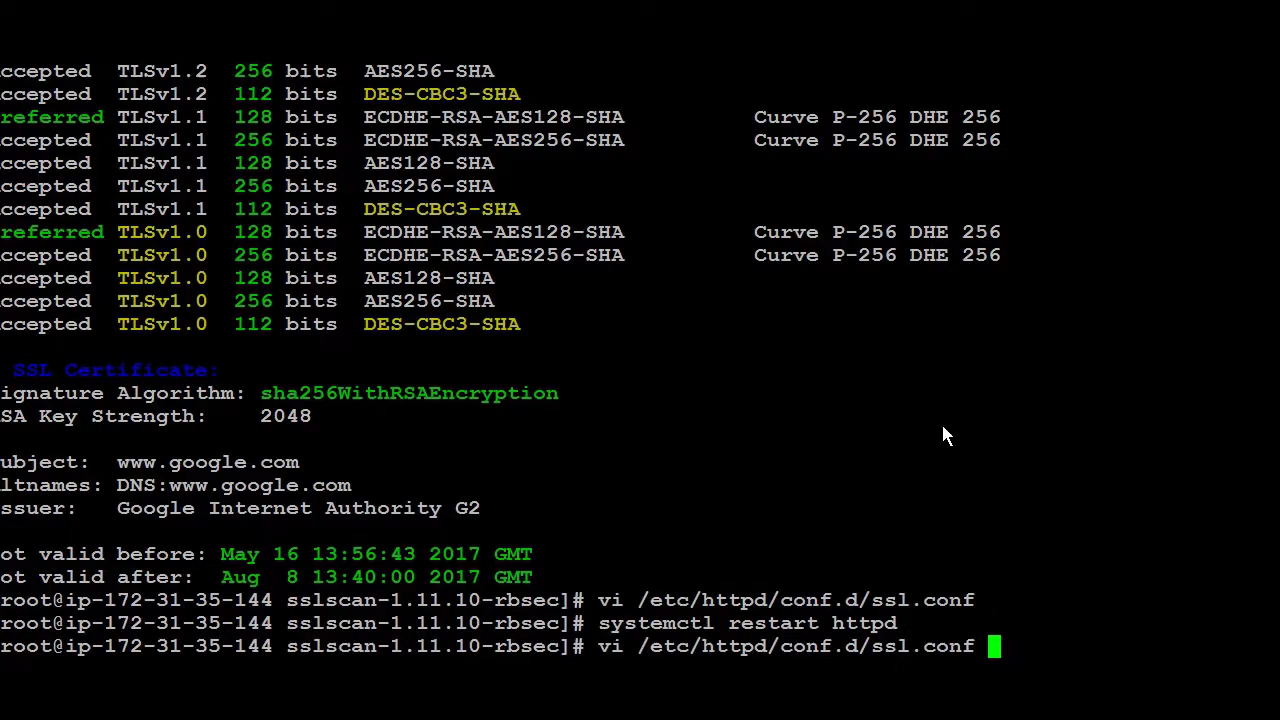 ccepted TLSv1.2 256 bits AES256-SHA
ccepted TLSv1.2 112 bits DES-CBC3-SHA
referred TLSv1.1 128 bits ECDHE-RSA-AES128-SHA Curve P-256 DHE 256
ccepted TLSv1.1 256 bits ECDHE-RSA-AES256-SHA Curve P-256 DHE 256
ccepted TLSv1.1 128 bits AES128-SHA
ccepted TLSv1.1 256 bits AES256-SHA
ccepted TLSv1.1 112 bits DES-CBC3-SHA
referred TLSv1.0 128 bits ECDHE-RSA-AES128-SHA Curve P-256 DHE 256
ccepted TLSv1.0 256 bits ECDHE-RSA-AES256-SHA Curve P-256 DHE 256
ccepted TLSv1.0 128 bits AES128-SHA
ccepted TLSv1.0 256 bits AES256-SHA
ccepted TLSv1.0 112 bits DES-CBC3-SHA
SSL Certificate:
ignature Algorithm: sha256WithRSAEncryption
SA Key Strength: 2048
ubject: www.google.com
ltnames: DNS:www.google.com
ssuer: Google Internet Authority G2
ot valid before: May 16 13:56:43 2017 GMT
ot valid after: Aug 8 13:40:00 2017 GMT
root@ip-172-31-35-144 sslscan-1.11.10-rbsec]# vi /etc/httpd/conf.d/ssl.conf
root@ip-172-31-35-144 sslscan-1.11.10-rbsec]# systemctl restart httpd
root@ip-172-31-35-144 sslscan-1.11.10-rbsec]# vi /etc/httpd/conf.d/ssl.conf